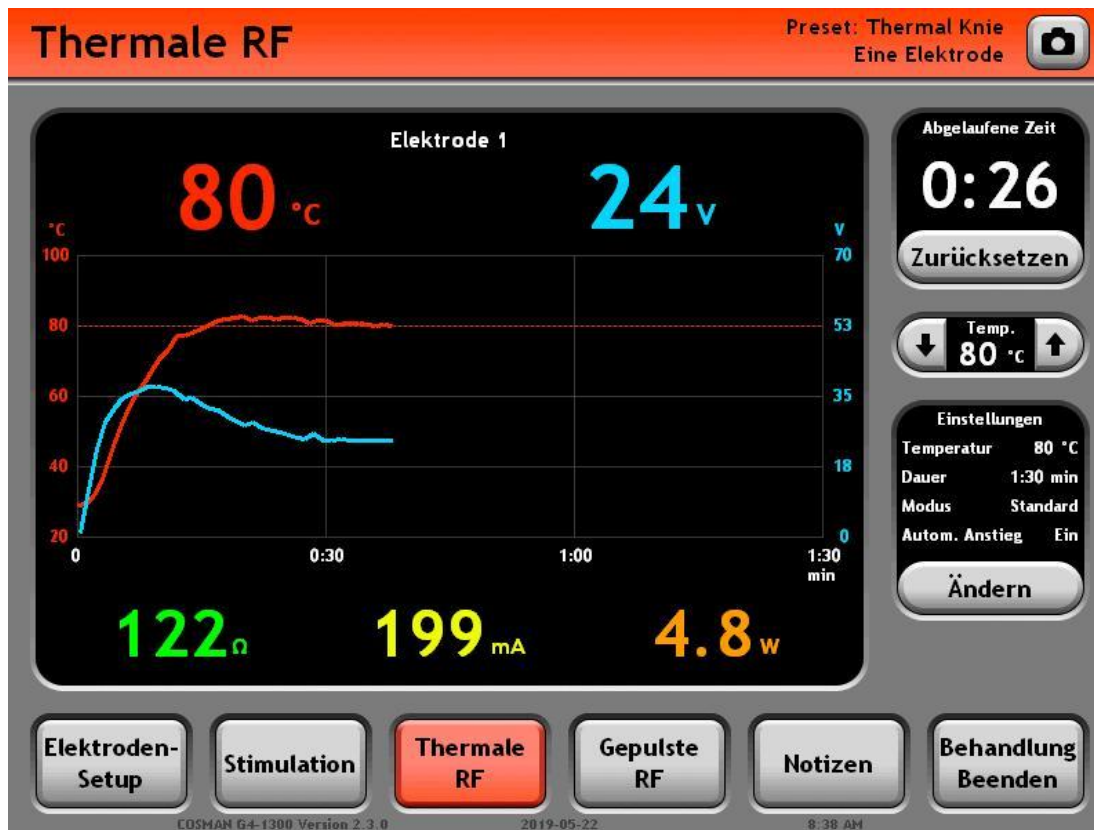 Thermale RF
Preset: Thermal Knie
Eine Elektrode
Elektrode 1
80 °C
24 V
°C
V
100
70
80
53
60
35
40
18
20
0
0
0:30
1:00
1:30
min
122 Ω
199 mA
4.8 W
Abgelaufene Zeit
0:26
Zurücksetzen
Temp.
80 °C
Einstellungen
Temperatur 80 °C
Dauer 1:30 min
Modus Standard
Autom. Anstieg Ein
Ändern
Elektroden-
Setup
Stimulation
Thermale
RF
Gepulste
RF
Notizen
Behandlung
Beenden
COSMAN G4-1300 Version 2.3.0 2019-05-22 8:38 AM